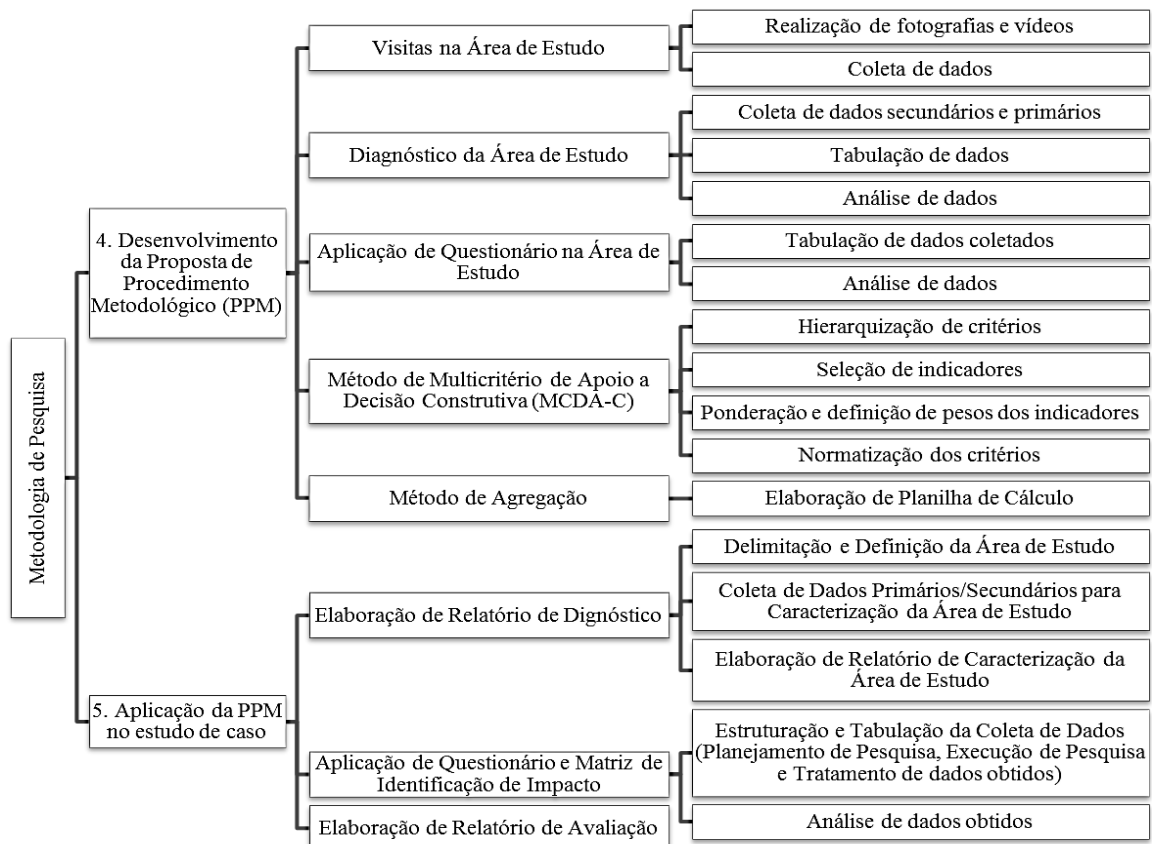 Metodologia de Pesquisa
4. Desenvolvimento
da Proposta de
Procedimento
Metodológico (PPM)
Visitas na Área de Estudo
Realização de fotografias e vídeos
Coleta de dados
Diagnóstico da Área de Estudo
Coleta de dados secundários e primários
Tabulação de dados
Análise de dados
Aplicação de Questionário na Área de
Estudo
Tabulação de dados coletados
Análise de dados
Método de Multicritério de Apoio a
Decisão Construtiva (MCDA-C)
Hierarquização de critérios
Seleção de indicadores
Ponderação e definição de pesos dos indicadores
Normatização dos critérios
Método de Agregação
Elaboração de Planilha de Cálculo
5. Aplicação da PPM
no estudo de caso
Elaboração de Relatório de Dignóstico
Delimitação e Definição da Área de Estudo
Coleta de Dados Primários/Secundários para
Caracterização da Área de Estudo
Elaboração de Relatório de Caracterização da
Área de Estudo
Aplicação de Questionário e Matriz de
Identificação de Impacto
Estruturação e Tabulação da Coleta de Dados
(Planejamento de Pesquisa, Execução de Pesquisa
e Tratamento de dados obtidos)
Análise de dados obtidos
Elaboração de Relatório de Avaliação